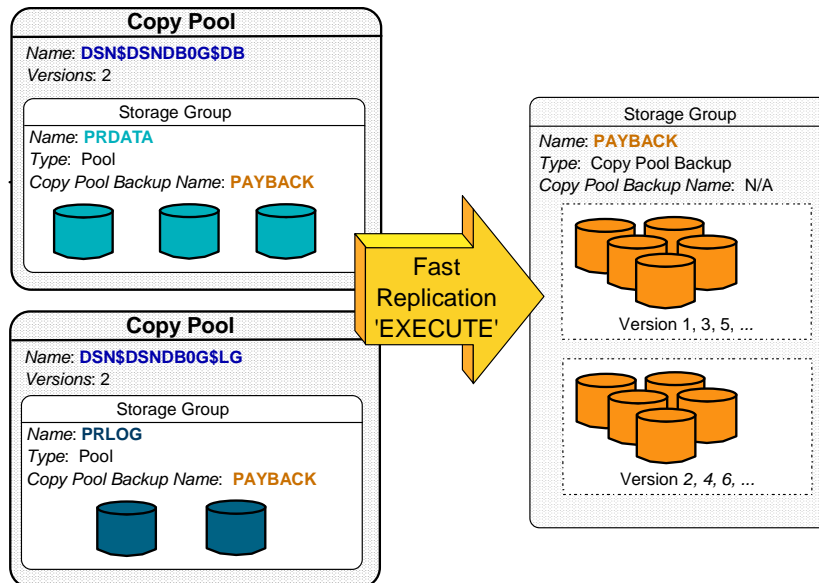 Copy Pool
Name: DSN$DSNDB0G$DB
Versions: 2
Storage Group
Name: PRDATA
Type: Pool
Copy Pool Backup Name: PAYBACK
Copy Pool
Name: DSN$DSNDB0G$LG
Versions: 2
Storage Group
Name: PRLOG
Type: Pool
Copy Pool Backup Name: PAYBACK
Fast
Replication
'EXECUTE'
Storage Group
Name: PAYBACK
Type: Copy Pool Backup
Copy Pool Backup Name: N/A
Version 1, 3, 5, ...
Version 2, 4, 6, ...